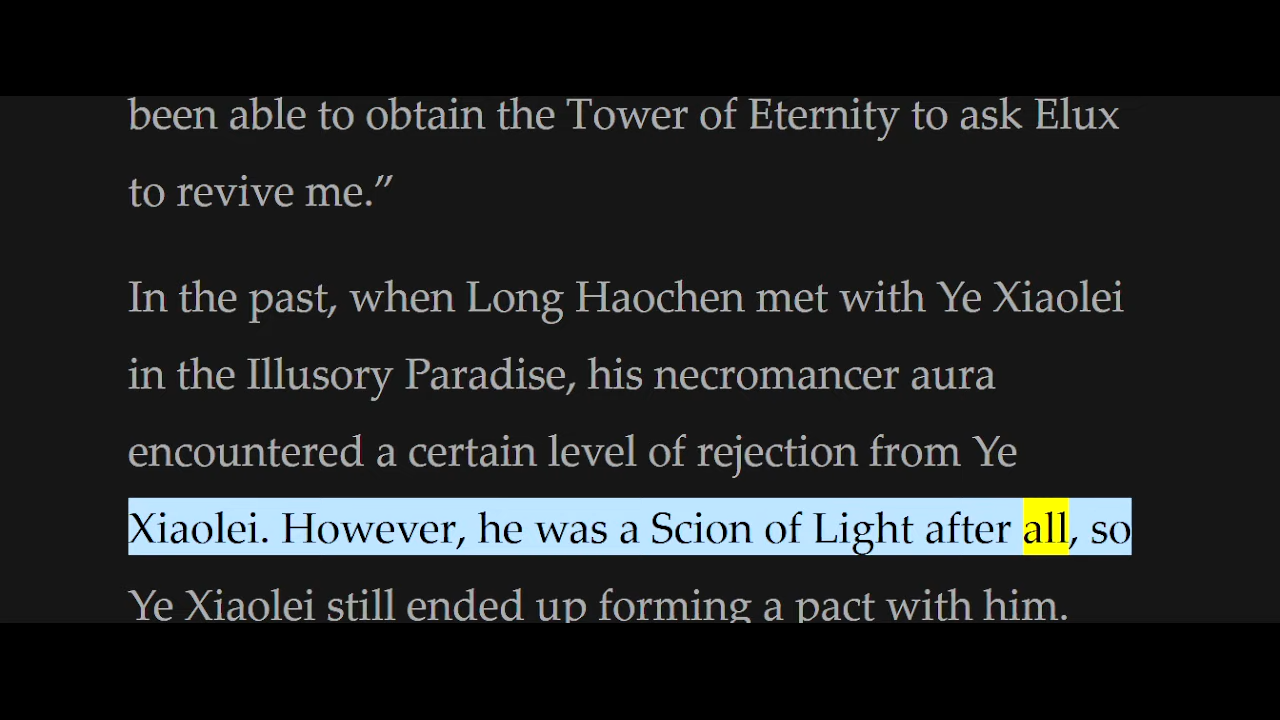 been able to obtain the Tower of Eternity to ask Elux
to revive me.”
In the past, when Long Haochen met with Ye Xiaolei
in the Illusory Paradise, his necromancer aura
encountered a certain level of rejection from Ye
Xiaolei. However, he was a Scion of Light after all, so
Ye Xiaolei still ended up forming a pact with him.